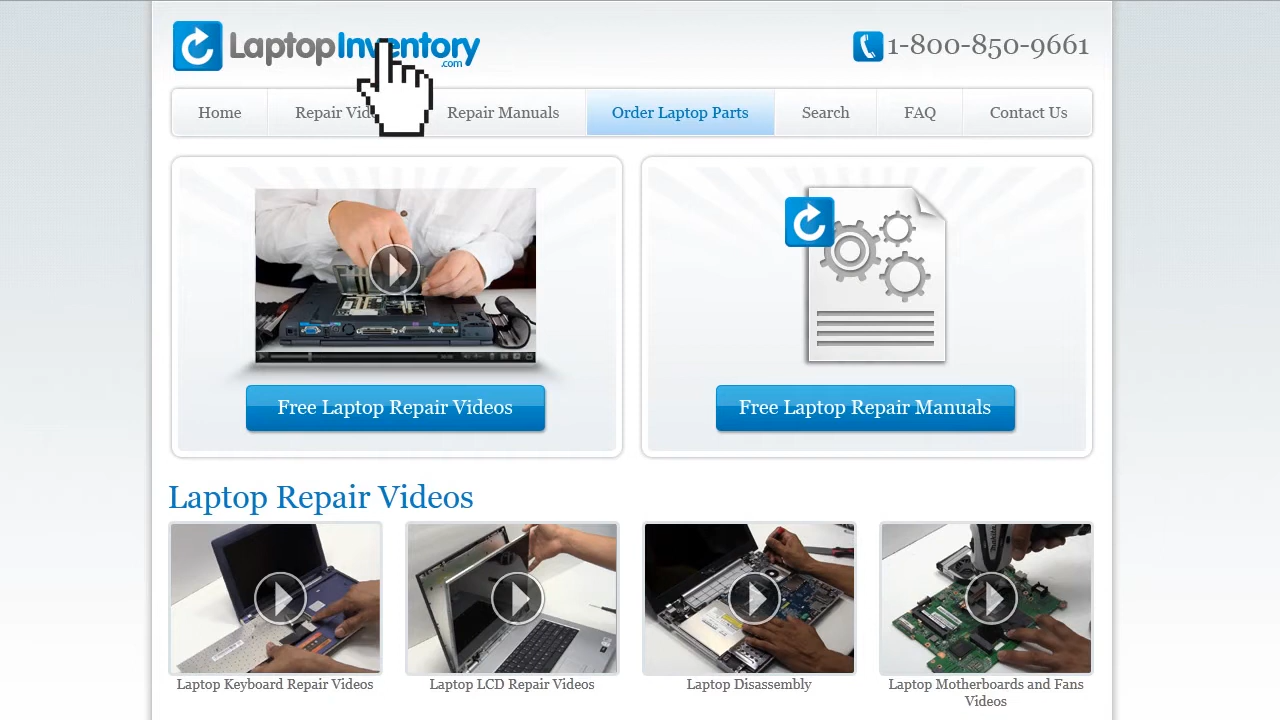 LaptopInventory
.com
1-800-850-9661
Home
Repair Vid
Repair Manuals
Order Laptop Parts
Search
FAQ
Contact Us
Free Laptop Repair Videos
Free Laptop Repair Manuals
Laptop Repair Videos
Laptop Keyboard Repair Videos
Laptop LCD Repair Videos
Laptop Disassembly
Laptop Motherboards and Fans
Videos